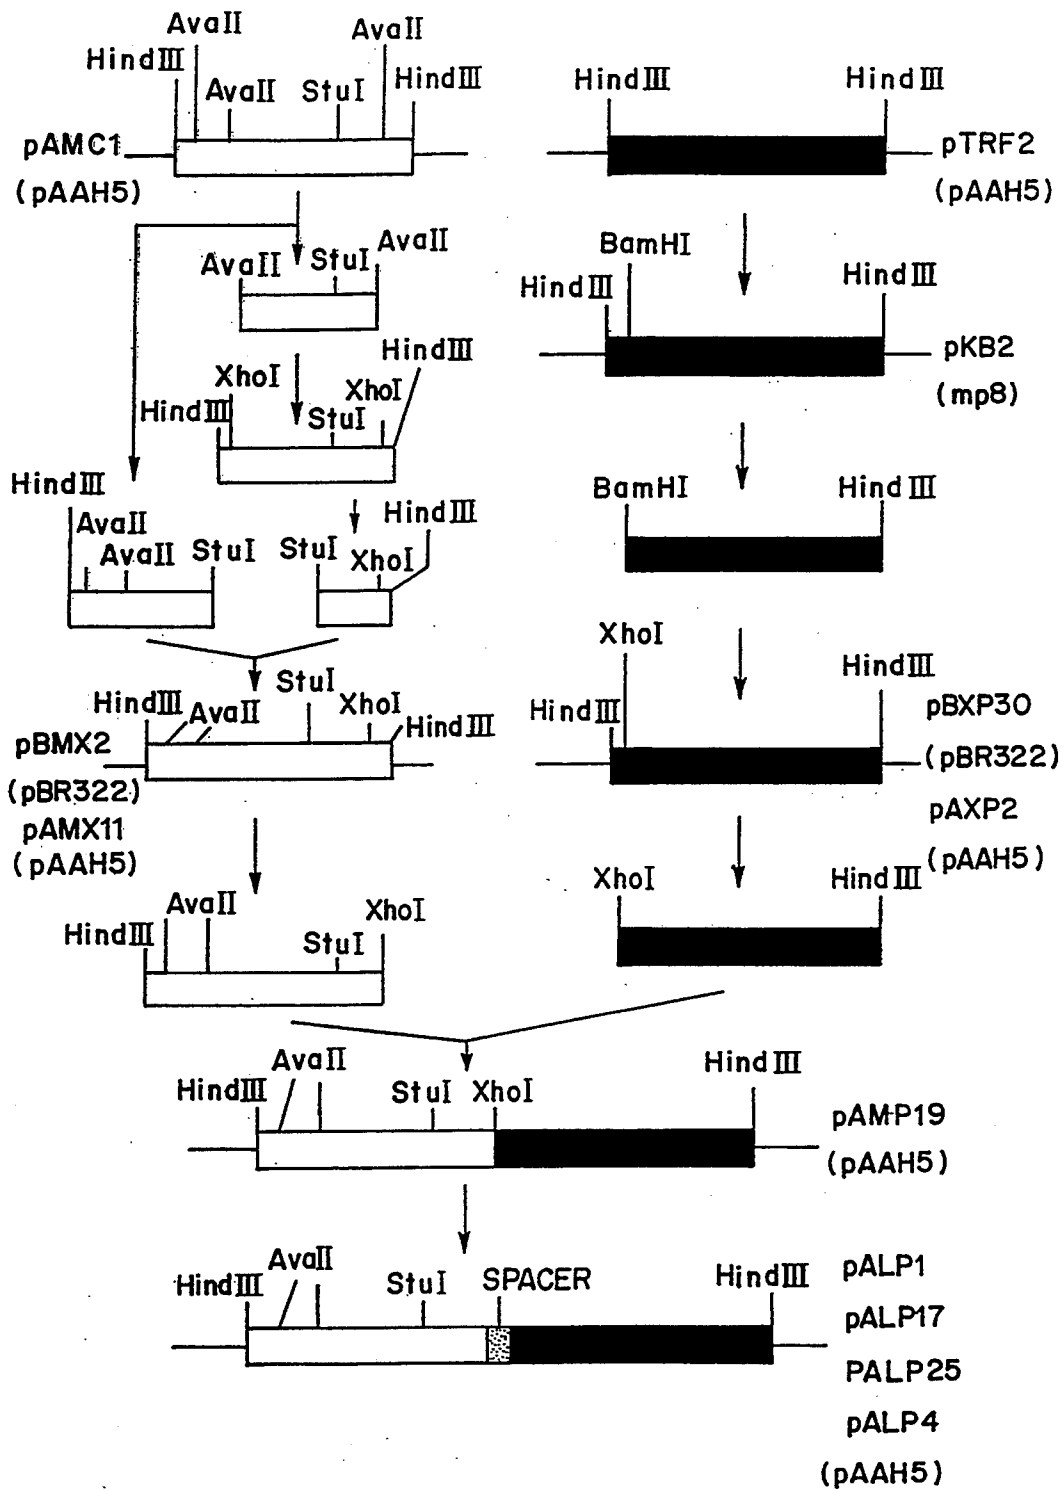 AvaII
AvaII
HindIII
HindIII
AvaII
StuI
pAMC1
(pAAH5)
HindIII
HindIII
pTRF2
(pAAH5)
AvaII
StuI
AvaII
BamHI
HindIII
HindIII
pKB2
(mp8)
XhoI
XhoI
HindIII
HindIII
StuI
BamHI
HindIII
HindIII
AvaII
AvaII
StuI
StuI
XhoI
HindIII
HindIII
AvaII
StuI
XhoI
HindIII
pBMX2
(pBR322)
pAMX11
(pAAH5)
XhoI
HindIII
HindIII
pBXP30
(pBR322)
pAXP2
(pAAH5)
HindIII
AvaII
StuI
XhoI
XhoI
HindIII
HindIII
AvaII
StuI
XhoI
HindIII
pAMP19
(pAAH5)
HindIII
AvaII
StuI
SPACER
HindIII
pALP1
pALP17
PALP25
pALP4
(pAAH5)